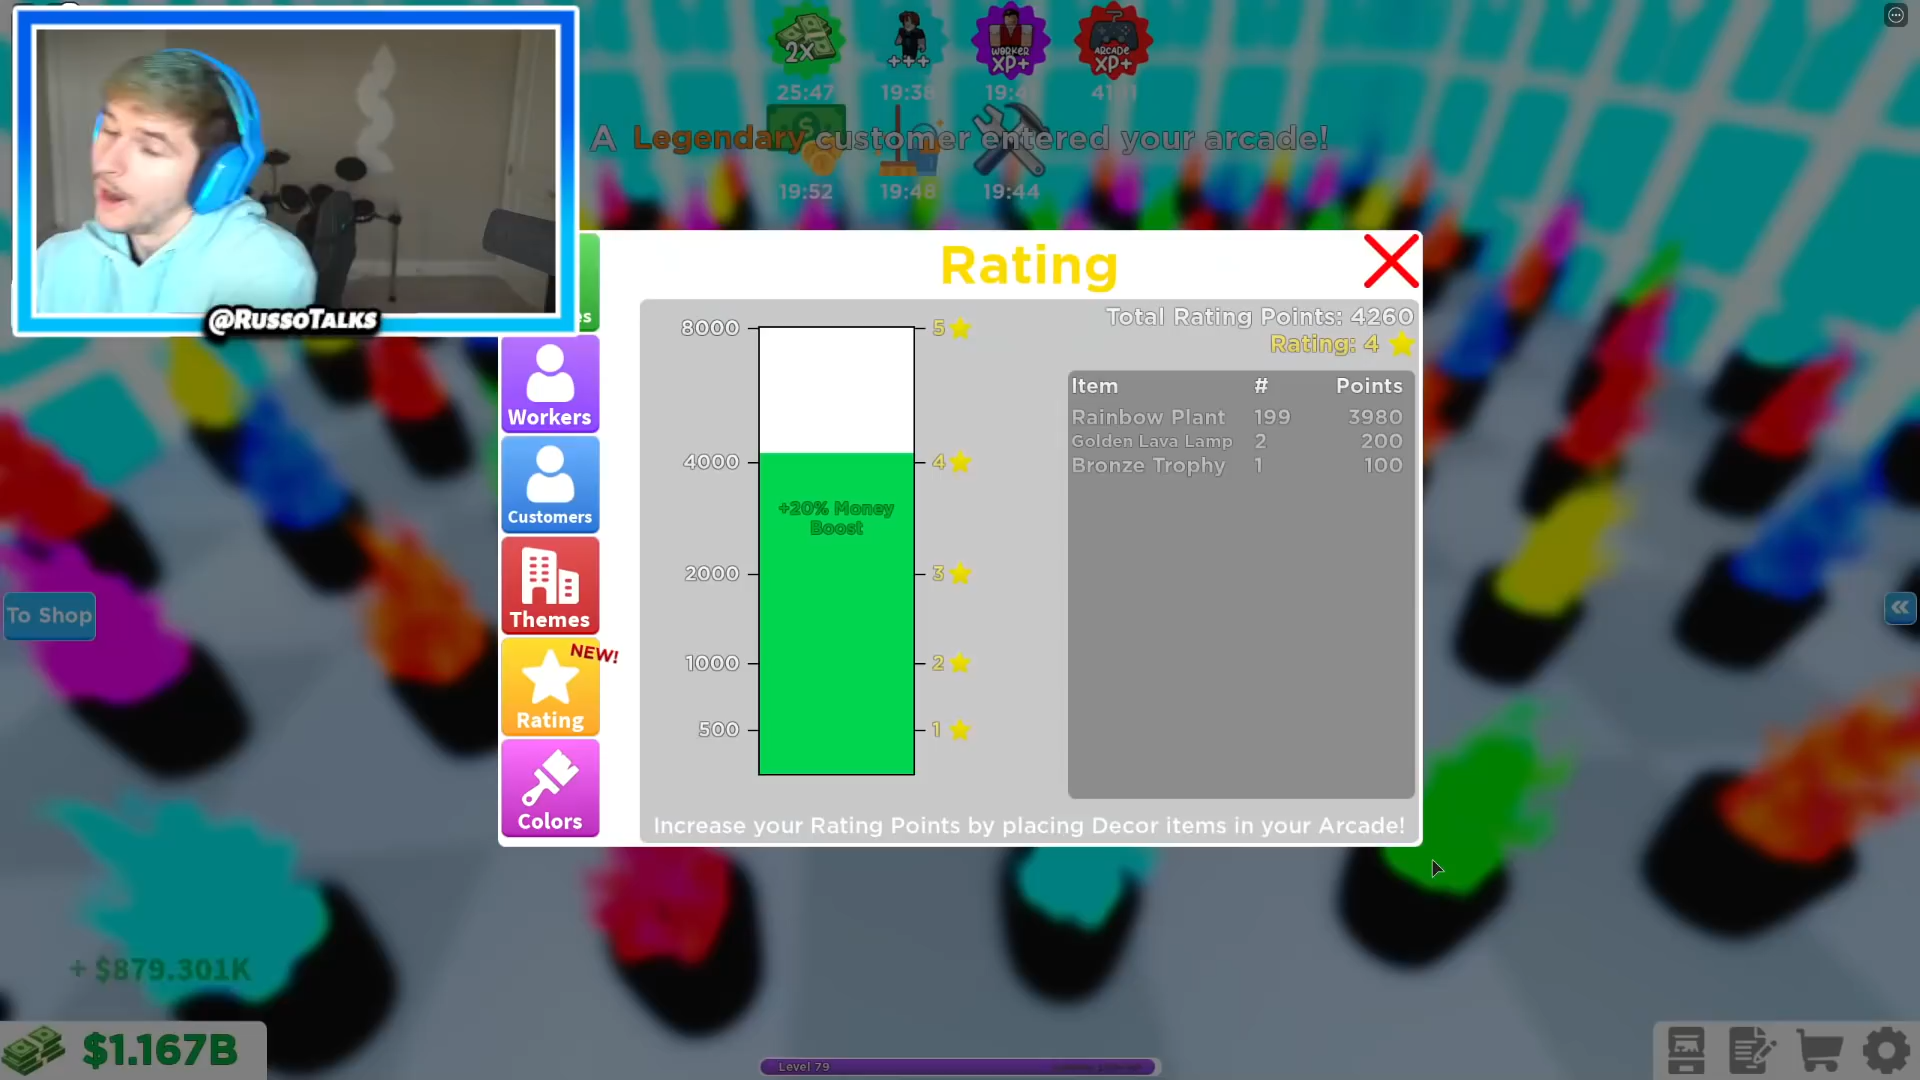 2X
+++
WORKER XP+
ARCADE XP+
25:47
19:38
A Legendary customer entered your arcade!
19:52
19:48
19:44
@RussoTalks
Rating
Total Rating Points: 4260
Rating: 4
8000
5
4000
4
+20% Money
Boost
2000
3
1000
2
500
1
Item # Points
Rainbow Plant 199 3980
Golden Lava Lamp 2 200
Bronze Trophy 1 100
Workers
Customers
Themes
NEW!
Rating
Colors
Increase your Rating Points by placing Decor items in your Arcade!
To Shop
+ $879.301K
$1.167B
Level 79